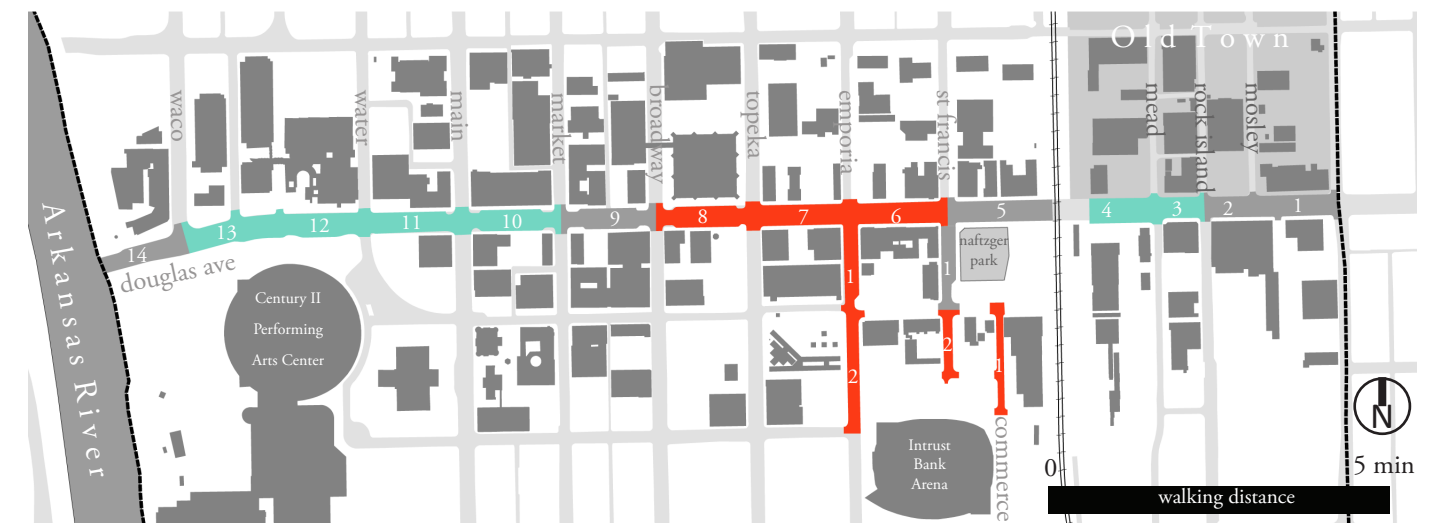 Old Town
waco
water
main
market
broadway
topeka
emporia
st francis
mead
rock island
mosley
14
13
12
11
10
9
8
7
6
5
4
3
2
1
douglas ave
naftzger
park
1
2
1
2
1
commerce
Arkansas River
Century II
Performing
Arts Center
Intrust
Bank
Arena
N
0
5 min
walking distance